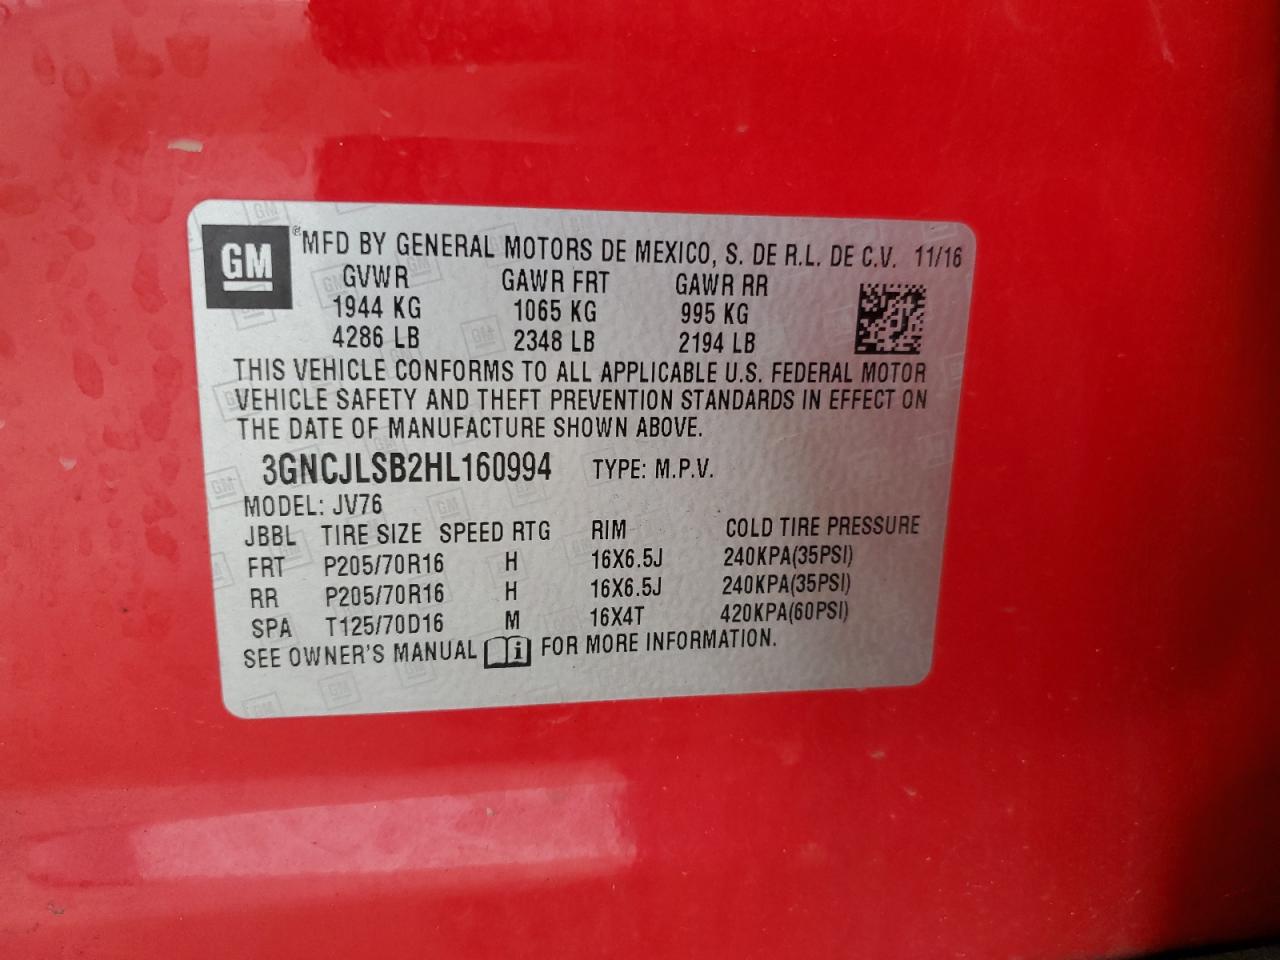 GM ® MFD BY GENERAL MOTORS DE MEXICO, S. DE R.L. DE C.V. 11/16
GVWR GAWR FRT GAWR RR
1944 KG 1065 KG 995 KG
4286 LB 2348 LB 2194 LB
THIS VEHICLE CONFORMS TO ALL APPLICABLE U.S. FEDERAL MOTOR
VEHICLE SAFETY AND THEFT PREVENTION STANDARDS IN EFFECT ON
THE DATE OF MANUFACTURE SHOWN ABOVE.
3GNCJLSB2HL160994 TYPE: M.P.V.
MODEL: JV76
JBBL TIRE SIZE SPEED RTG RIM COLD TIRE PRESSURE
FRT P205/70R16 H 16X6.5J 240KPA(35PSI)
RR P205/70R16 H 16X6.5J 240KPA(35PSI)
SPA T125/70D16 M 16X4T 420KPA(60PSI)
SEE OWNER'S MANUAL i FOR MORE INFORMATION.